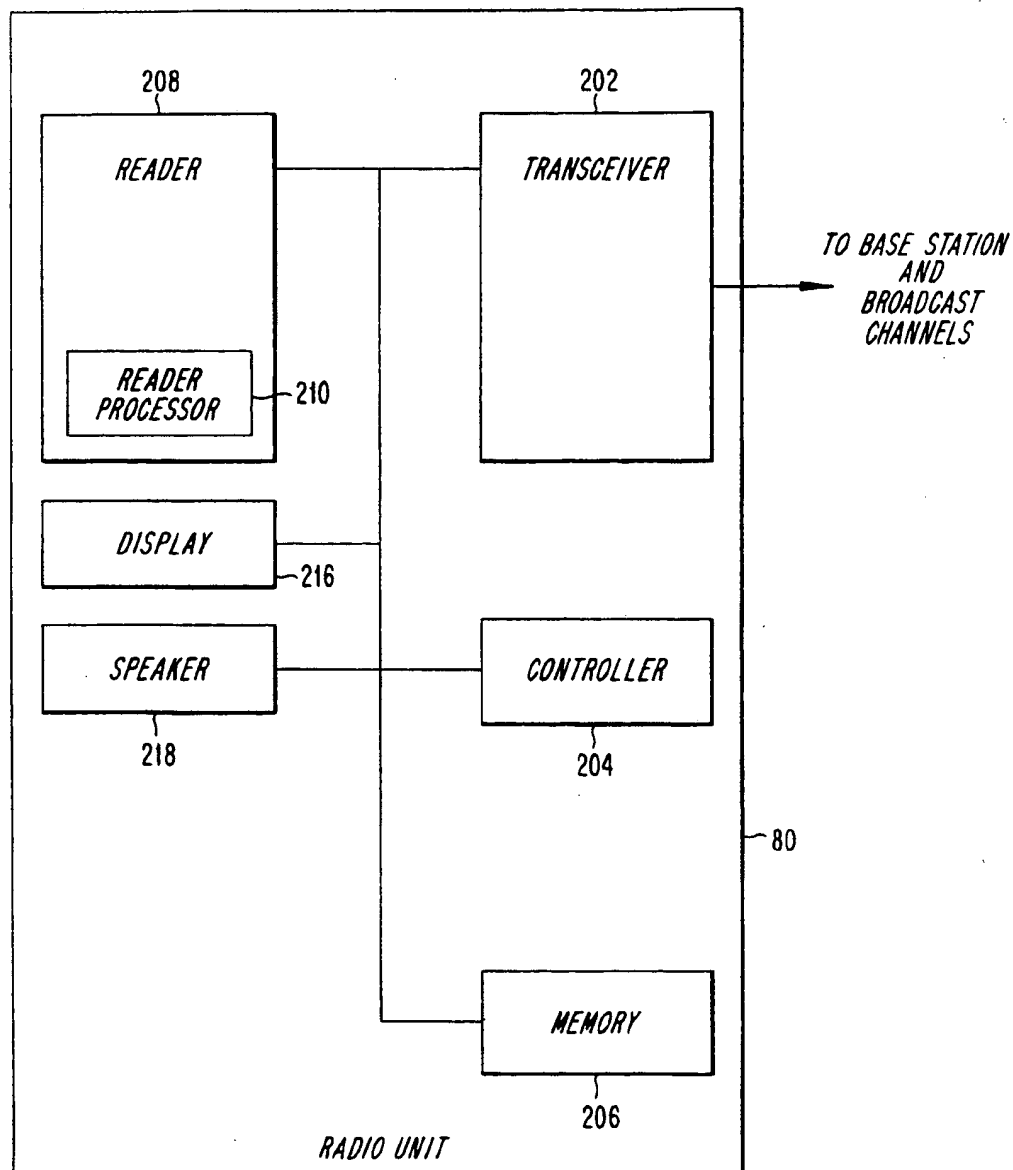 208
202
READER
TRANSCEIVER
TO BASE STATION
AND
BROADCAST
CHANNELS
READER
PROCESSOR
210
DISPLAY
216
SPEAKER
218
CONTROLLER
204
80
MEMORY
206
RADIO UNIT